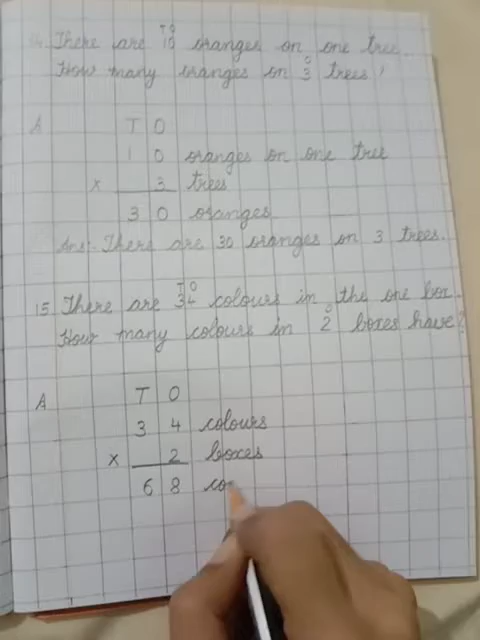 14. There are 10 oranges on one tree.
How many oranges on 3 trees?
A
T O
1 0 oranges on one tree
x 3 trees
3 0 oranges
Ans:- There are 30 oranges on 3 trees.
15. There are 34 colours in the one box.
How many colours in 2 boxes have?
A
T O
3 4 colours
x 2 boxes
6 8 co